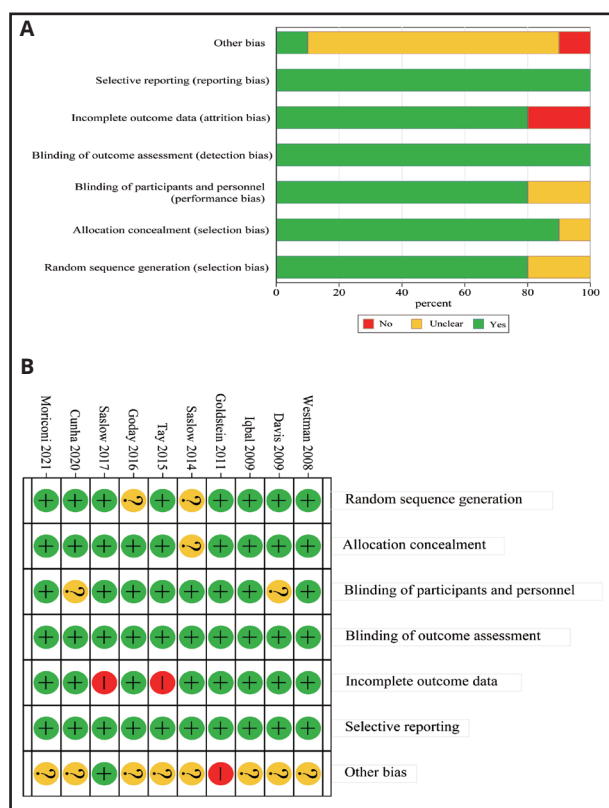 A
Other bias
Selective reporting (reporting bias)
Incomplete outcome data (attrition bias)
Blinding of outcome assessment (detection bias)
Blinding of participants and personnel
(performance bias)
Allocation concealment (selection bias)
Random sequence generation (selection bias)
0 20 40 60 80 100
percent
No Unclear Yes
B
Moriconi 2021
Cunha 2020
Saslow 2017
Goday 2016
Tay 2015
Saslow 2014
Goldstein 2011
Iqbal 2009
Davis 2009
Westman 2008
+ + + ? + ? + + + + Random sequence generation
+ + + + + ? + + + + Allocation concealment
+ ? + + + + + + ? + Blinding of participants and personnel
+ + + + + + + + + + Blinding of outcome assessment
+ + − + − + + + + + Incomplete outcome data
+ + + + + + + + + + Selective reporting
? ? + ? ? ? − ? ? ? Other bias